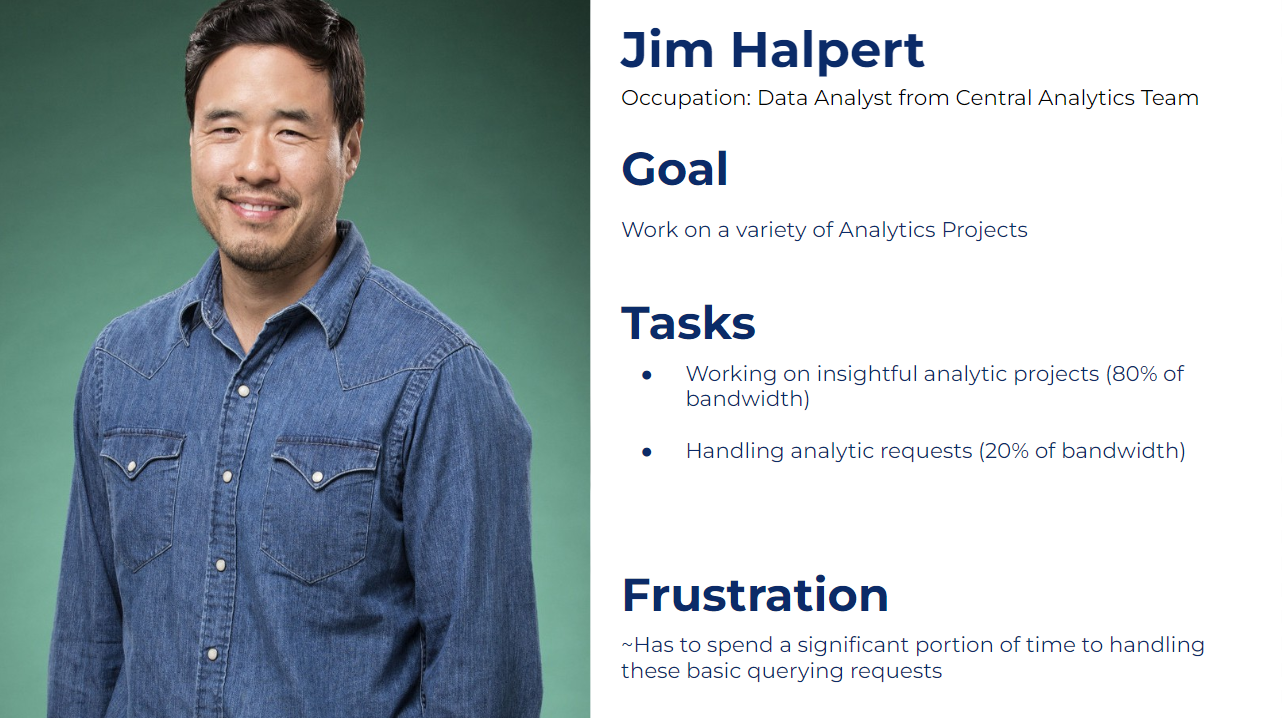 Jim Halpert
Occupation: Data Analyst from Central Analytics Team
Goal
Work on a variety of Analytics Projects
Tasks
● Working on insightful analytic projects (80% of
bandwidth)
● Handling analytic requests (20% of bandwidth)
Frustration
~Has to spend a significant portion of time to handling
these basic querying requests